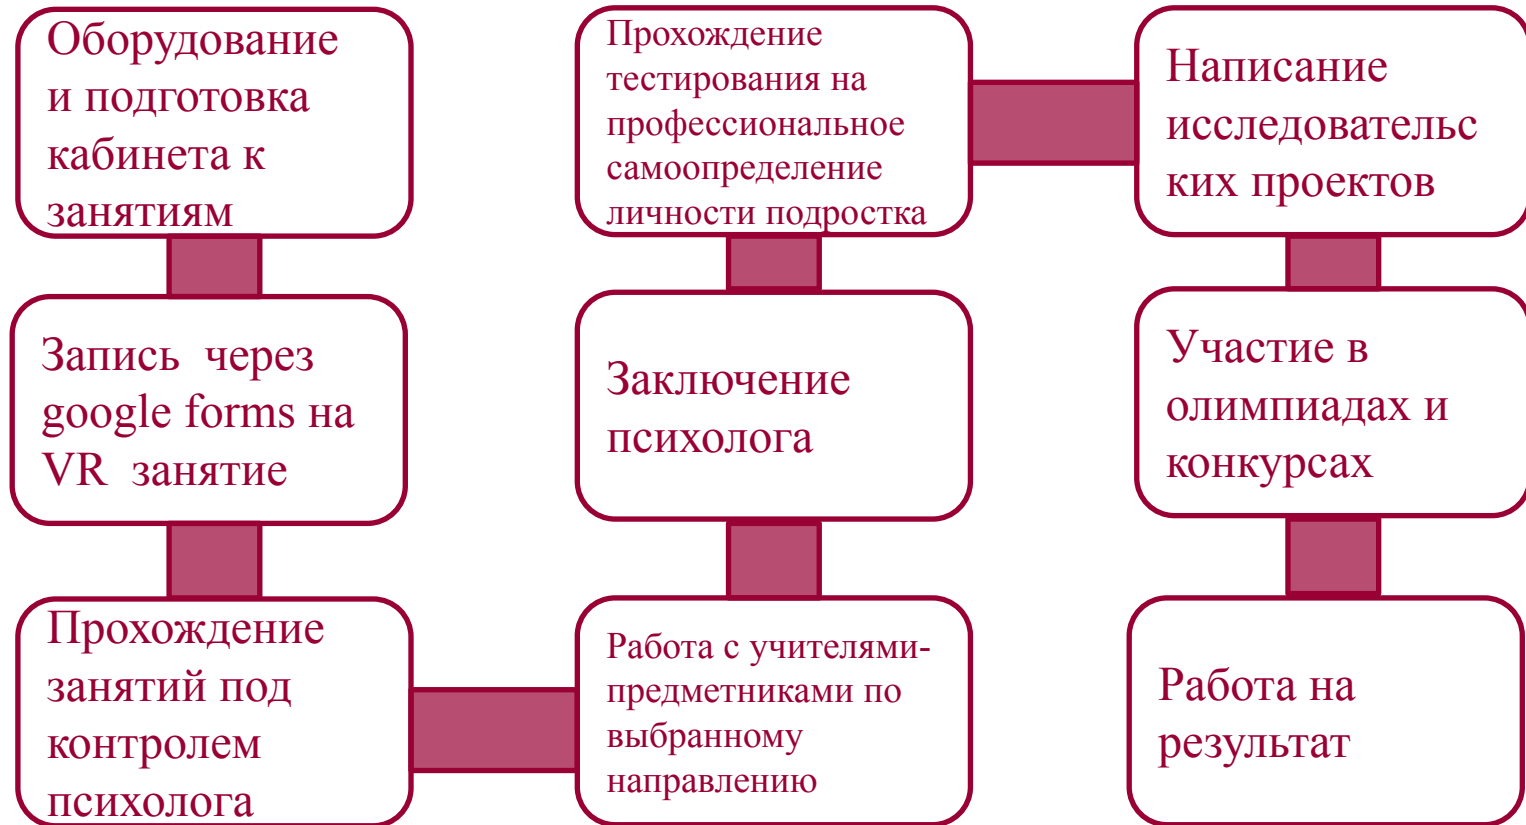 Оборудование
и подготовка
кабинета к
занятиям
Запись через
google forms на
VR занятие
Прохождение
занятий под
контролем
психолога
Работа с учителями-
предметниками по
выбранному
направлению
Заключение
психолога
Прохождение
тестирования на
профессиональное
самоопределение
личности подростка
Написание
исследовательс
ких проектов
Участие в
олимпиадах и
конкурсах
Работа на
результат